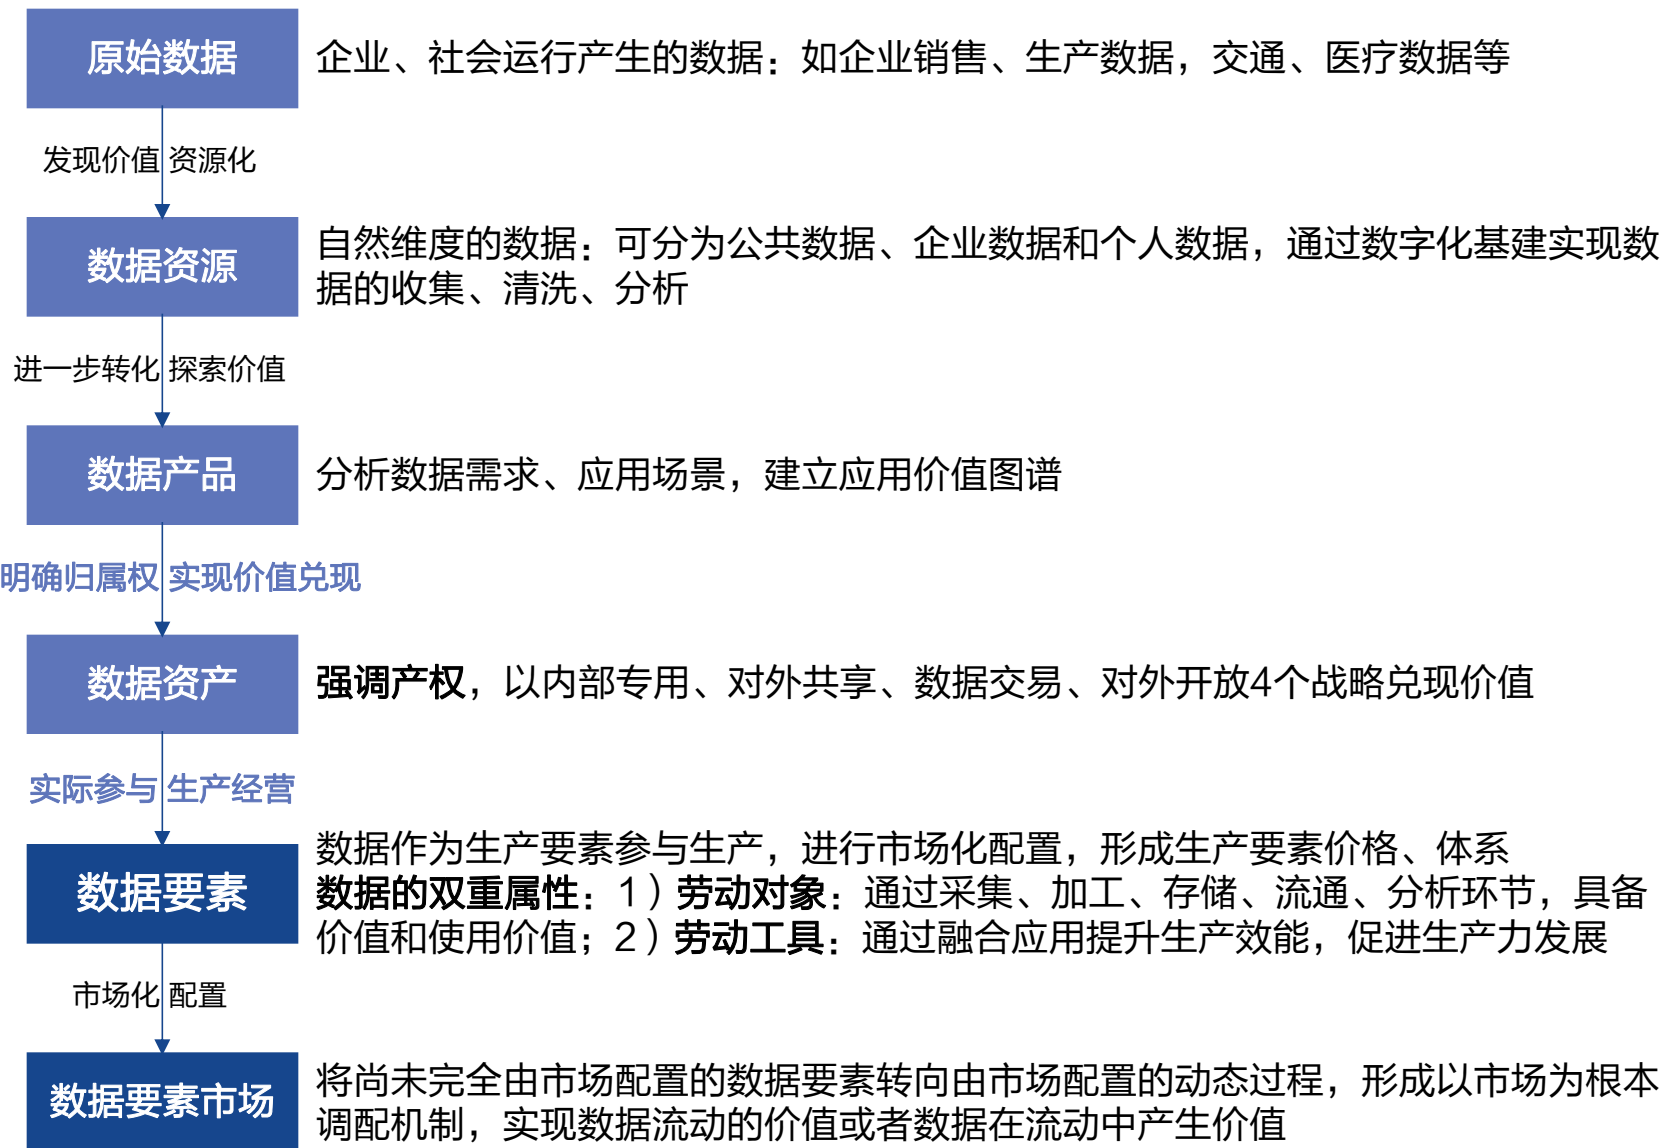 原始数据
企业、社会运行产生的数据：如企业销售、生产数据，交通、医疗数据等
发现价值 资源化
数据资源
自然维度的数据：可分为公共数据、企业数据和个人数据，通过数字化基建实现数
据的收集、清洗、分析
进一步转化 探索价值
数据产品
分析数据需求、应用场景，建立应用价值图谱
明确归属权 实现价值兑现
数据资产
强调产权，以内部专用、对外共享、数据交易、对外开放4个战略兑现价值
实际参与 生产经营
数据要素
数据作为生产要素参与生产，进行市场化配置，形成生产要素价格、体系
数据的双重属性：1）劳动对象：通过采集、加工、存储、流通、分析环节，具备
价值和使用价值；2）劳动工具：通过融合应用提升生产效能，促进生产力发展
市场化 配置
数据要素市场
将尚未完全由市场配置的数据要素转向由市场配置的动态过程，形成以市场为根本
调配机制，实现数据流动的价值或者数据在流动中产生价值